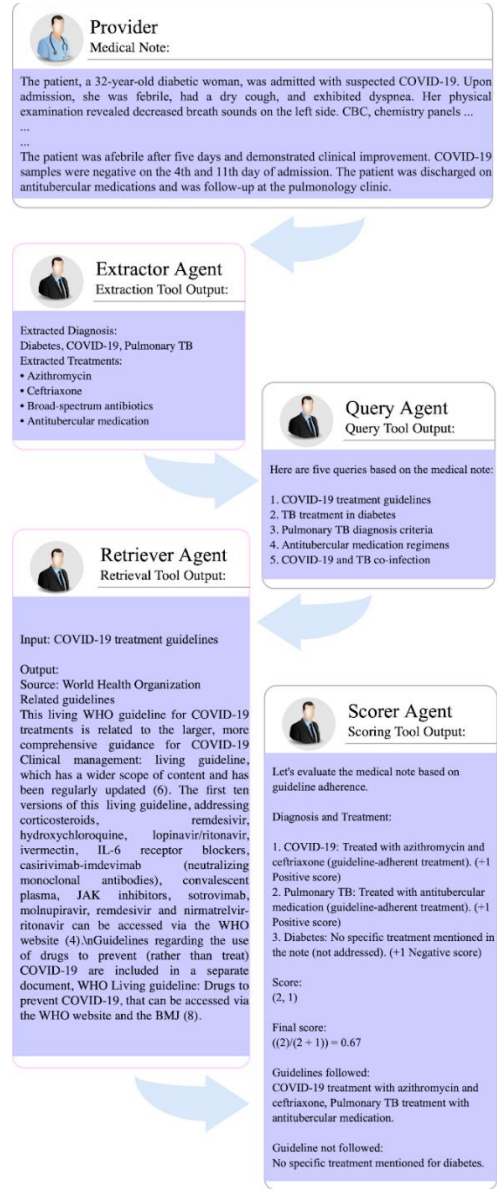 Provider
Medical Note:
The patient, a 32-year-old diabetic woman, was admitted with suspected COVID-19. Upon
admission, she was febrile, had a dry cough, and exhibited dyspnea. Her physical
examination revealed decreased breath sounds on the left side. CBC, chemistry panels ...
...
...
The patient was afebrile after five days and demonstrated clinical improvement. COVID-19
samples were negative on the 4th and 11th day of admission. The patient was discharged on
antitubercular medications and was follow-up at the pulmonology clinic.
Extractor Agent
Extraction Tool Output:
Extracted Diagnosis:
Diabetes, COVID-19, Pulmonary TB
Extracted Treatments:
• Azithromycin
• Ceftriaxone
• Broad-spectrum antibiotics
• Antitubercular medication
Query Agent
Query Tool Output:
Here are five queries based on the medical note:
1. COVID-19 treatment guidelines
2. TB treatment in diabetes
3. Pulmonary TB diagnosis criteria
4. Antitubercular medication regimens
5. COVID-19 and TB co-infection
Retriever Agent
Retrieval Tool Output:
Input: COVID-19 treatment guidelines
Output:
Source: World Health Organization
Related guidelines
This living WHO guideline for COVID-19
treatments is related to the larger, more
comprehensive guidance for COVID-19
Clinical management: living guideline,
which has a wider scope of content and has
been regularly updated (6). The first ten
versions of this living guideline, addressing
corticosteroids, remdesivir,
hydroxychloroquine, lopinavir/ritonavir,
ivermectin, IL-6 receptor blockers,
casirivimab-imdevimab (neutralizing
monoclonal antibodies), convalescent
plasma, JAK inhibitors, sotrovimab,
molnupiravir, remdesivir and nirmatrelvir-
ritonavir can be accessed via the WHO
website (4).\nGuidelines regarding the use
of drugs to prevent (rather than treat)
COVID-19 are included in a separate
document, WHO Living guideline: Drugs to
prevent COVID-19, that can be accessed via
the WHO website and the BMJ (8).
Scorer Agent
Scoring Tool Output:
Let's evaluate the medical note based on
guideline adherence.
Diagnosis and Treatment:
1. COVID-19: Treated with azithromycin and
ceftriaxone (guideline-adherent treatment). (+1
Positive score)
2. Pulmonary TB: Treated with antitubercular
medication (guideline-adherent treatment). (+1
Positive score)
3. Diabetes: No specific treatment mentioned in
the note (not addressed). (+1 Negative score)
Score:
(2, 1)
Final score:
((2)/(2 + 1)) = 0.67
Guidelines followed:
COVID-19 treatment with azithromycin and
ceftriaxone, Pulmonary TB treatment with
antitubercular medication.
Guideline not followed:
No specific treatment mentioned for diabetes.